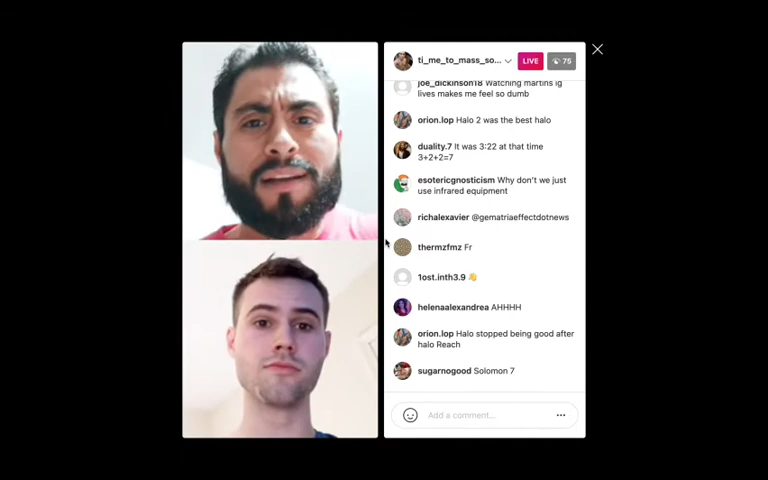 ti_me_to_mass_so...
LIVE
75
joe_dickinson18 Watching martins ig
lives makes me feel so dumb
orion.lop Halo 2 was the best halo
duality.7 It was 3:22 at that time
3+2+2=7
esotericgnosticism Why don't we just
use infrared equipment
richalexavier @gematriaeffectdotnews
thermzfmz Fr
1ost.inth3.9 👋
helenaalexandrea AHHHH
orion.lop Halo stopped being good after
halo Reach
sugarnogood Solomon 7
Add a comment...